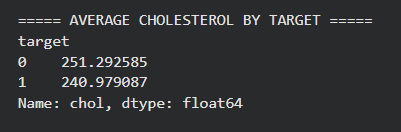 ===== AVERAGE CHOLESTEROL BY TARGET =====
target
0    251.292585
1    240.979087
Name: chol, dtype: float64